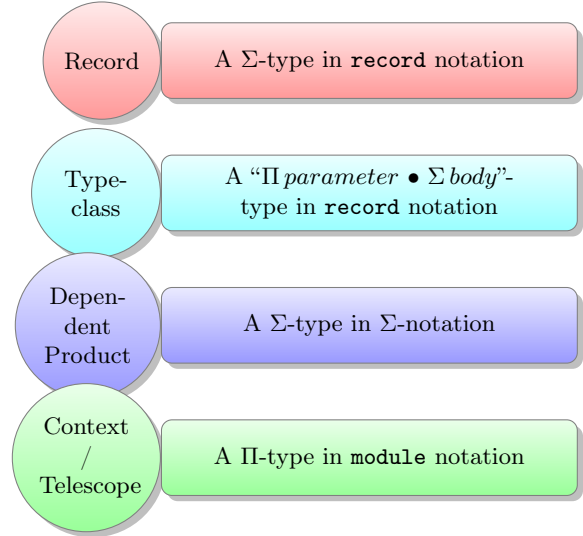 Record
A Σ-type in record notation
Type-
class
A “Π parameter • Σ body”-
type in record notation
Depen-
dent
Product
A Σ-type in Σ-notation
Context
/
Telescope
A Π-type in module notation